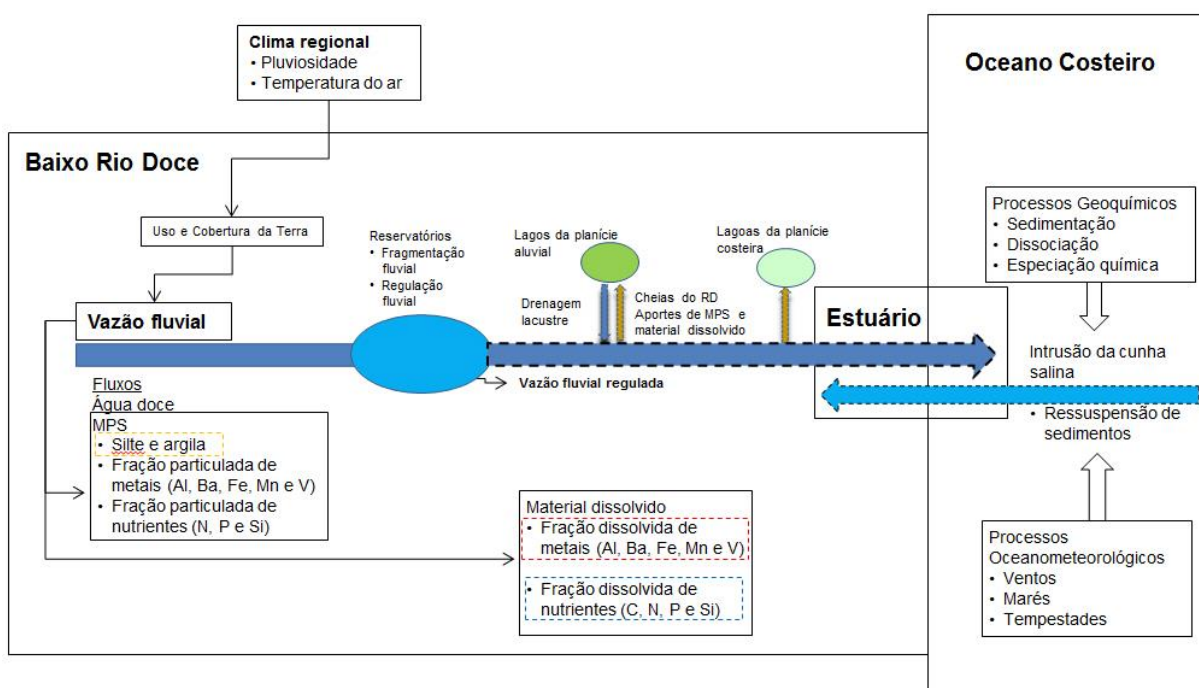 Clima regional
• Pluviosidade
• Temperatura do ar
Oceano Costeiro
Baixo Rio Doce
Uso e Cobertura da Terra
Vazão fluvial
Reservatórios
• Fragmentação
fluvial
• Regulação
fluvial
Lagos da planície
aluvial
Lagoas da planície
costeira
Drenagem
lacustre
Cheias do RD
Aportes de MPS e
material dissolvido
Estuário
Processos Geoquímicos
• Sedimentação
• Dissociação
• Especiação química
Vazão fluvial regulada
Intrusão da cunha
salina
• Ressuspensão de
sedimentos
Fluxos
Água doce
MPS
• Silte e argila
• Fração particulada de
metais (Al, Ba, Fe, Mn e V)
• Fração particulada de
nutrientes (N, P e Si)
Material dissolvido
• Fração dissolvida de
metais (Al, Ba, Fe, Mn e V)
• Fração dissolvida de
nutrientes (C, N, P e Si)
Processos
Oceanometeorológicos
• Ventos
• Marés
• Tempestades